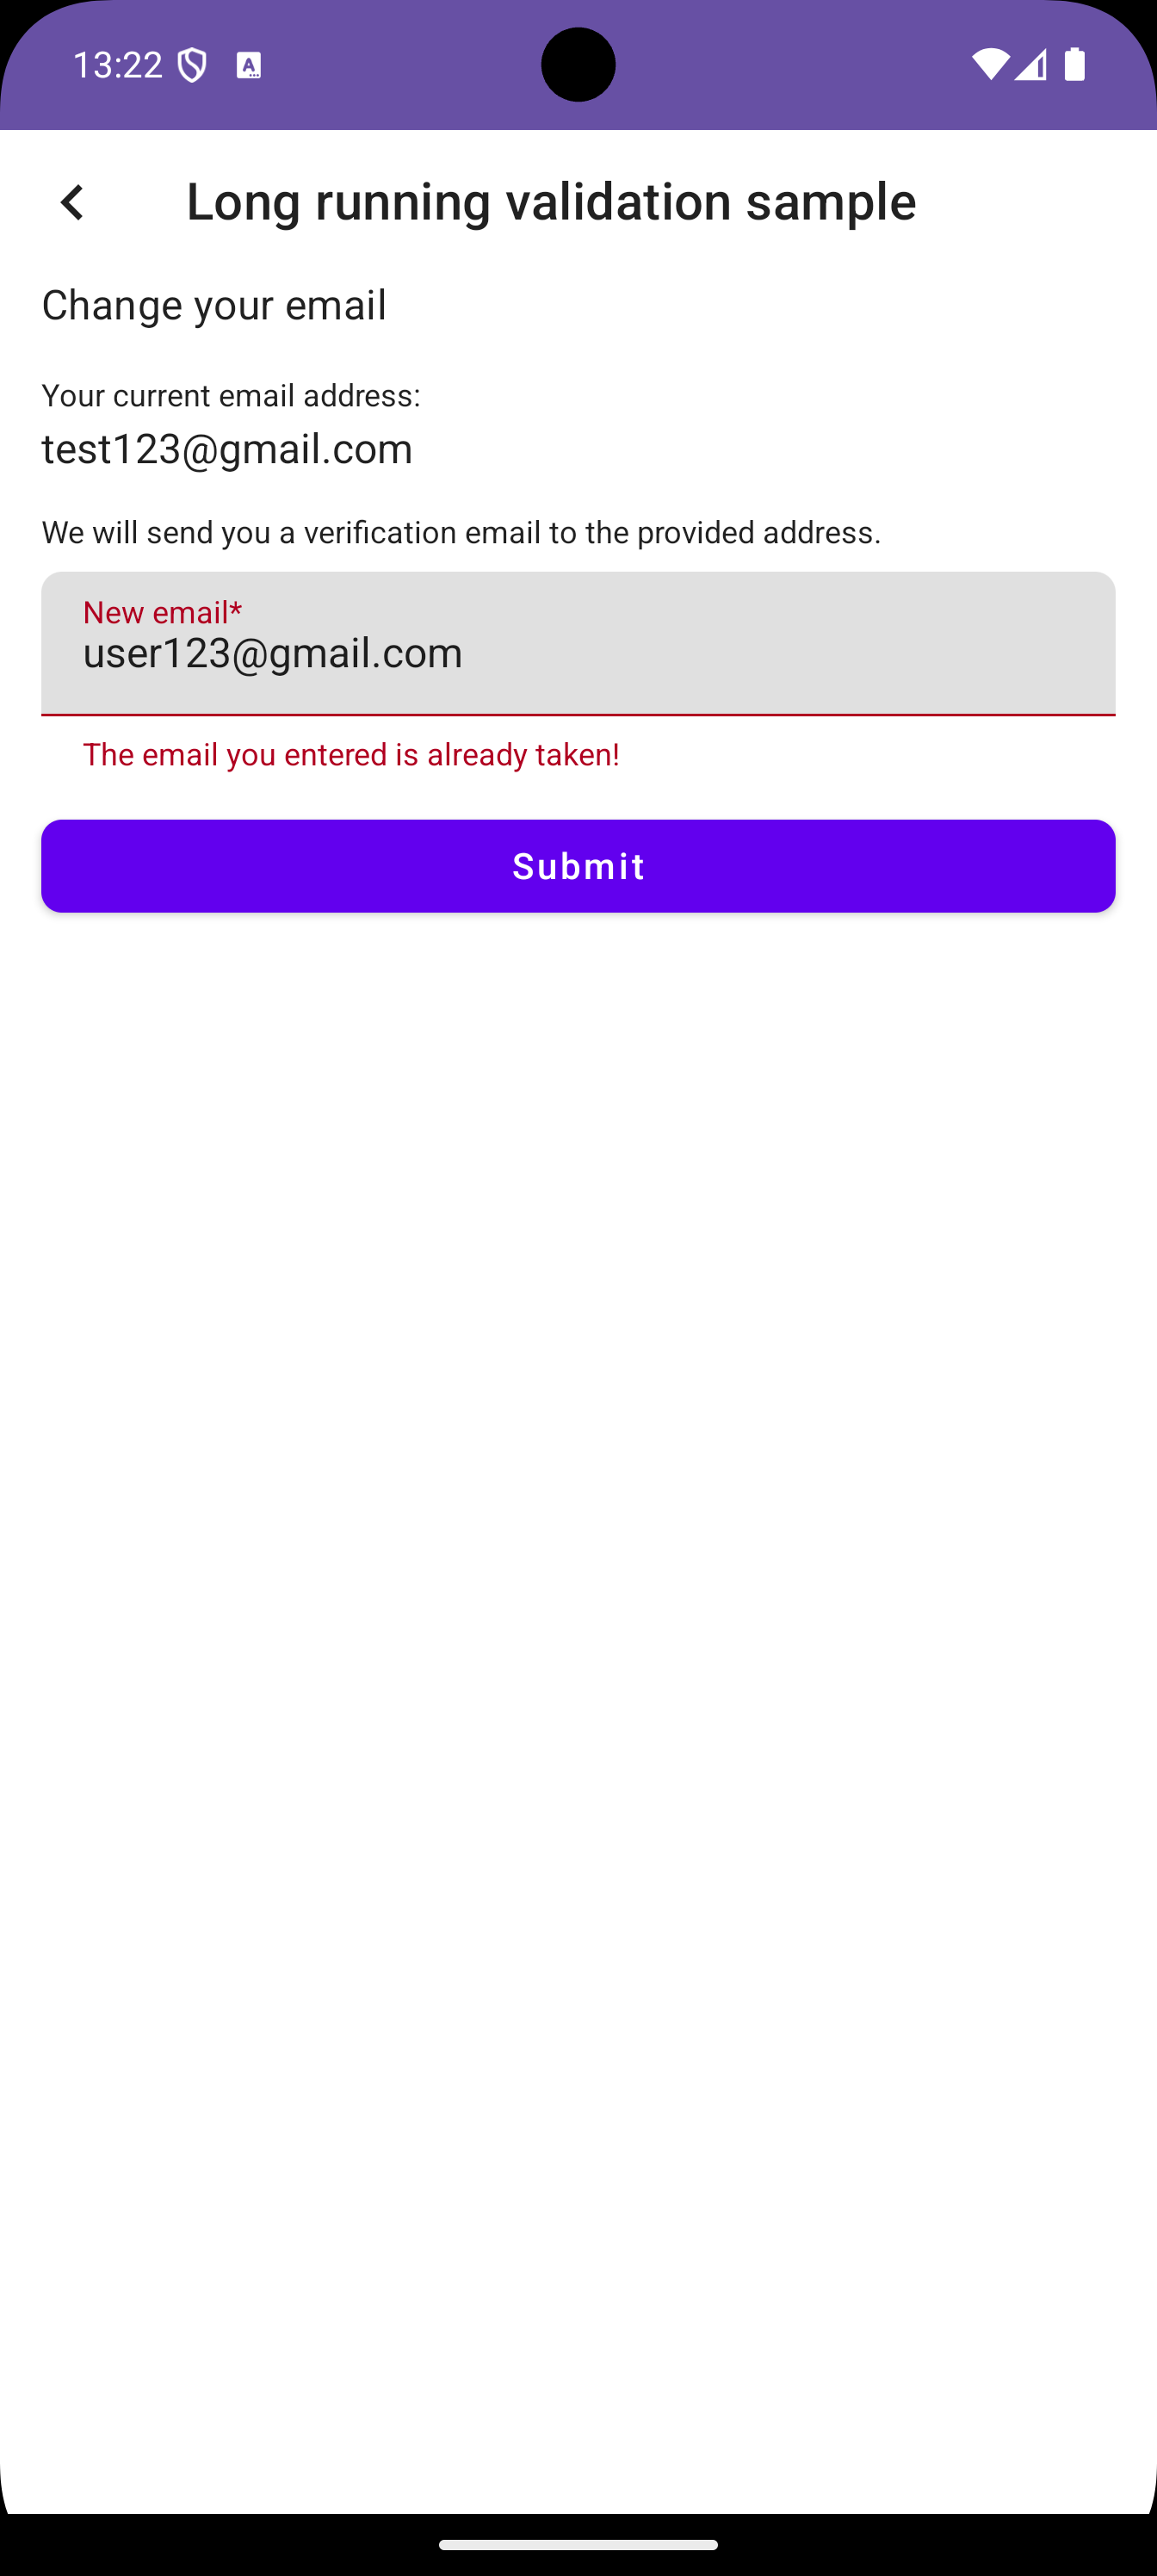 13:22
Long running validation sample
Change your email
Your current email address:
test123@gmail.com
We will send you a verification email to the provided address.
New email*
user123@gmail.com
The email you entered is already taken!
Submit